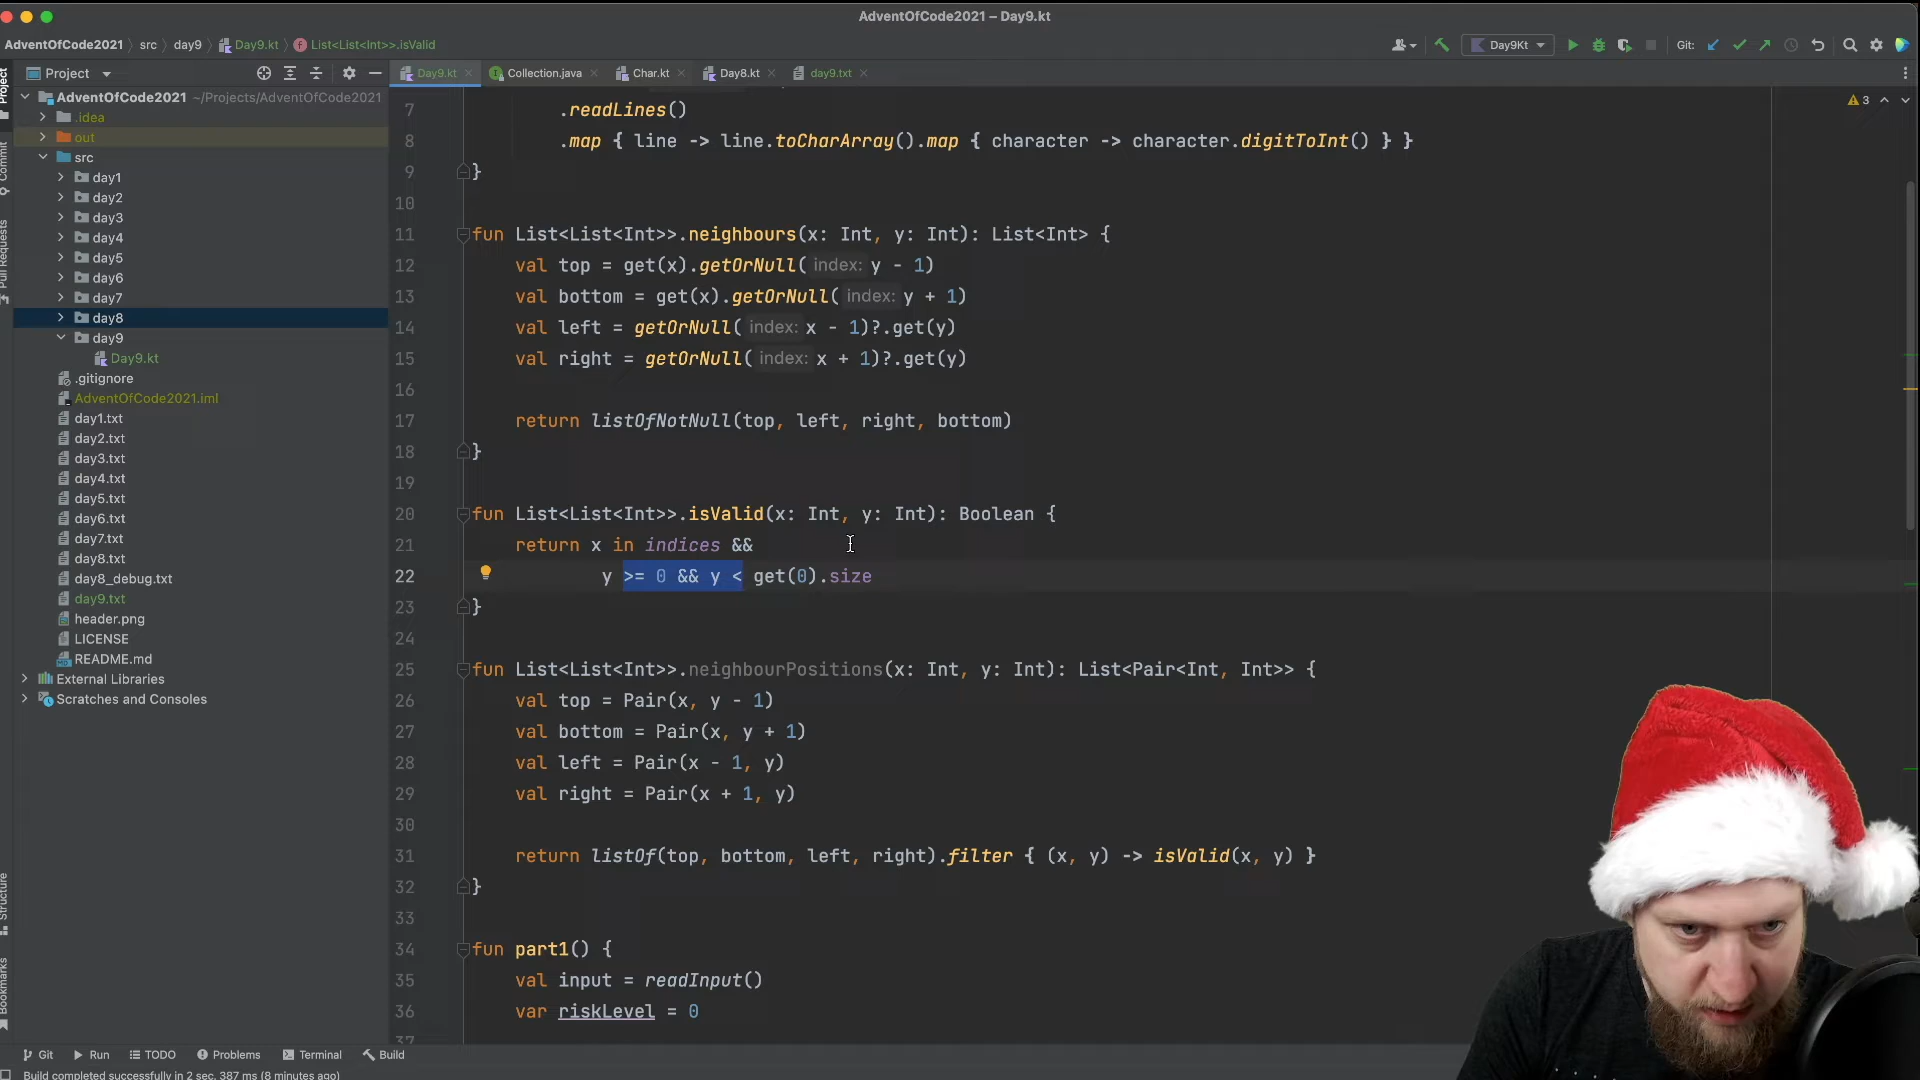 AdventOfCode2021 – Day9.kt
AdventOfCode2021 src day9 Day9.kt List<List<Int>>.isValid
Day9Kt
Git:
Project
Day9.kt
Collection.java
Char.kt
Day8.kt
day9.txt
Project
Commit
Pull Requests
Structure
Bookmarks
AdventOfCode2021 ~/Projects/AdventOfCode2021
.idea
out
src
day1
day2
day3
day4
day5
day6
day7
day8
day9
Day9.kt
.gitignore
AdventOfCode2021.iml
day1.txt
day2.txt
day3.txt
day4.txt
day5.txt
day6.txt
day7.txt
day8.txt
day8_debug.txt
day9.txt
header.png
LICENSE
README.md
External Libraries
Scratches and Consoles
3
7 .readLines()
8 .map { line -> line.toCharArray().map { character -> character.digitToInt() } }
9 }
10
11 fun List<List<Int>>.neighbours(x: Int, y: Int): List<Int> {
12 val top = get(x).getOrNull( index: y - 1)
13 val bottom = get(x).getOrNull( index: y + 1)
14 val left = getOrNull( index: x - 1)?.get(y)
15 val right = getOrNull( index: x + 1)?.get(y)
16
17 return listOfNotNull(top, left, right, bottom)
18 }
19
20 fun List<List<Int>>.isValid(x: Int, y: Int): Boolean {
21 return x in indices &&
22 y >= 0 && y < get(0).size
23 }
24
25 fun List<List<Int>>.neighbourPositions(x: Int, y: Int): List<Pair<Int, Int>> {
26 val top = Pair(x, y - 1)
27 val bottom = Pair(x, y + 1)
28 val left = Pair(x - 1, y)
29 val right = Pair(x + 1, y)
30
31 return listOf(top, bottom, left, right).filter { (x, y) -> isValid(x, y) }
32 }
33
34 fun part1() {
35 val input = readInput()
36 var riskLevel = 0
37
Git
Run
TODO
Problems
Terminal
Build
Build completed successfully in 2 sec, 387 ms (8 minutes ago)